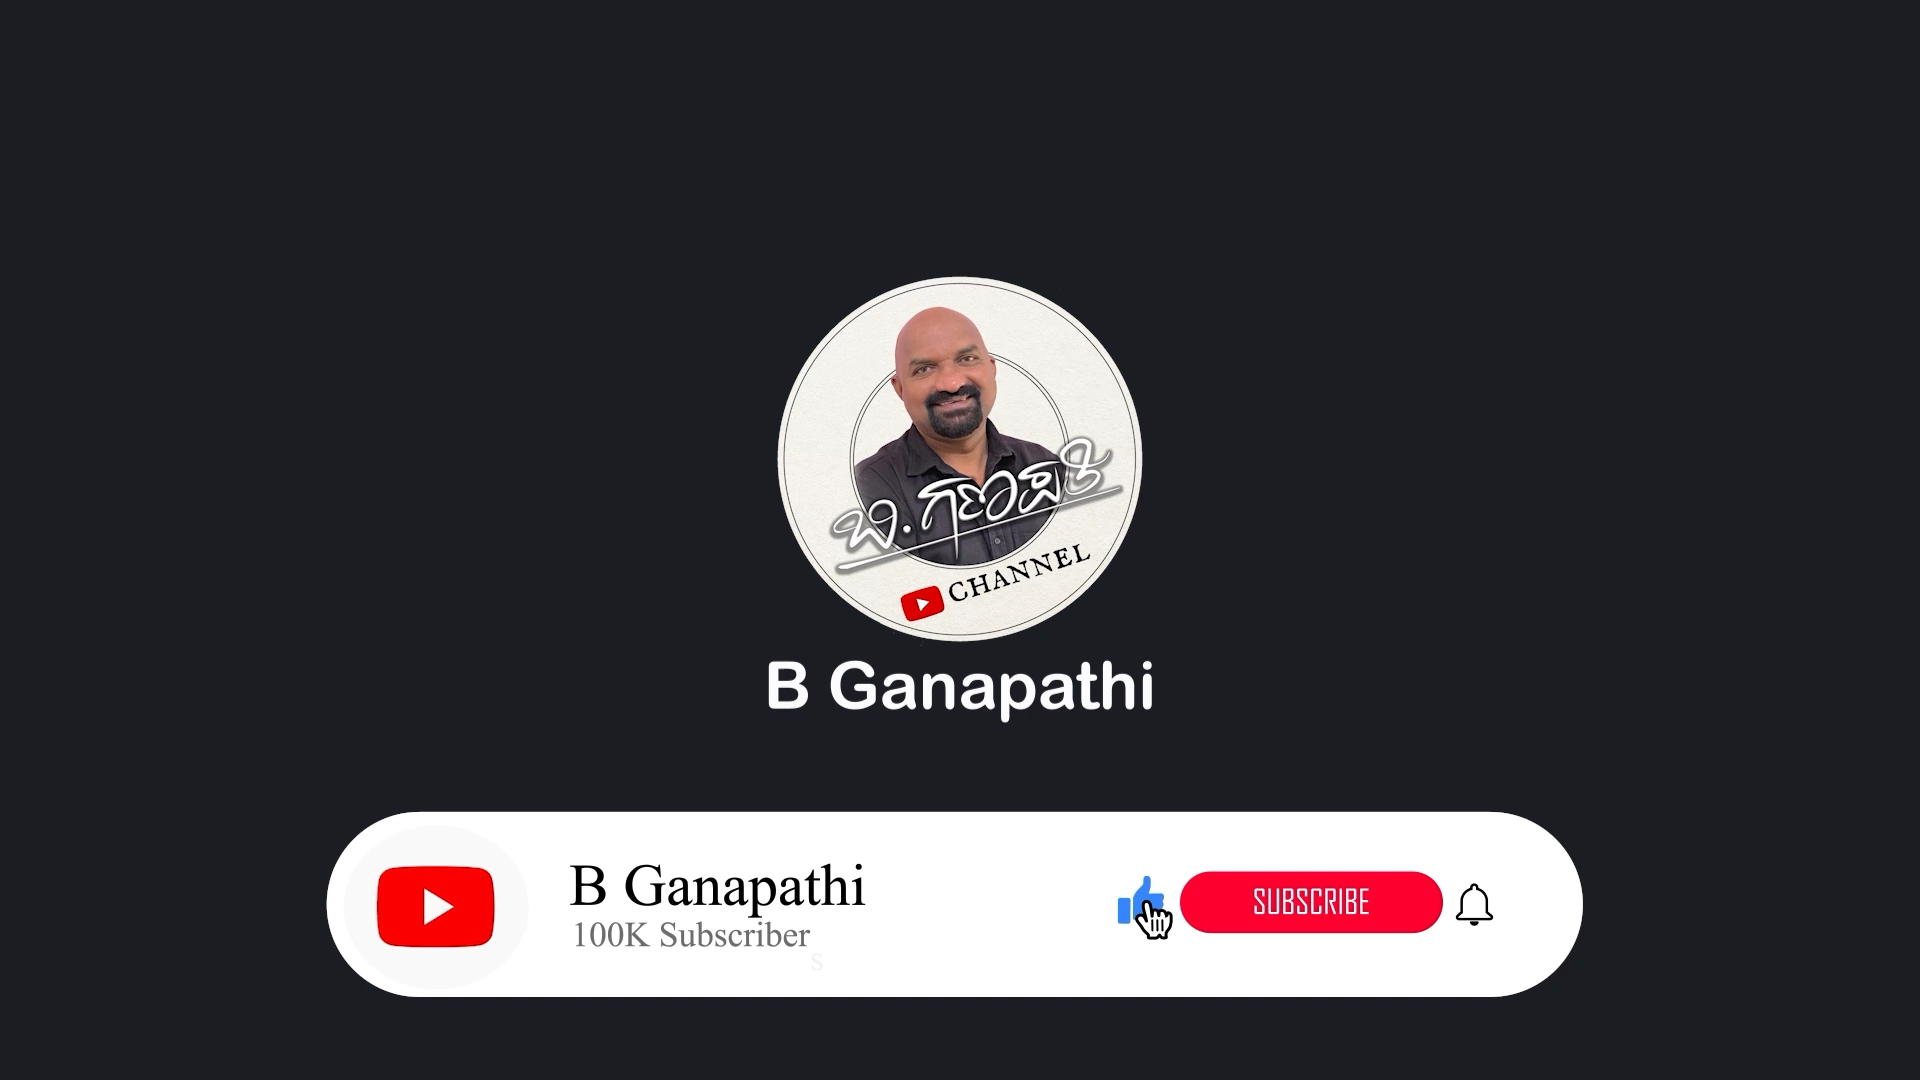 ಬಿ. ಗಣಪತಿ
CHANNEL
B Ganapathi
B Ganapathi
100K Subscriber
s
SUBSCRIBE